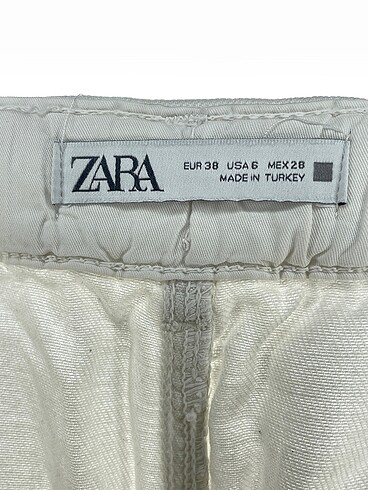 ZARA
EUR 38 USA 6 MEX 28
MADE IN TURKEY